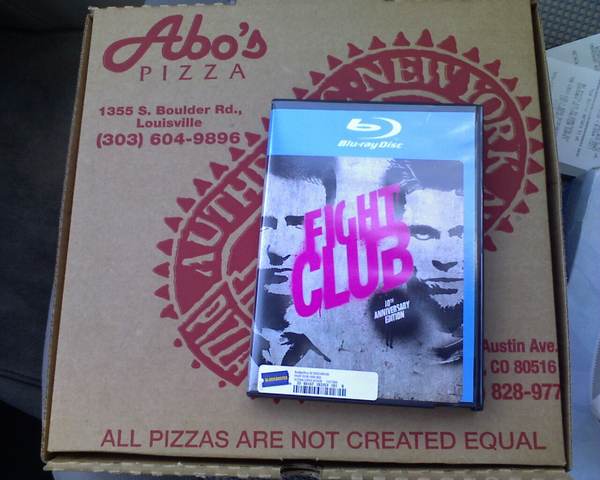 Abo's
PIZZA
1355 S. Boulder Rd.,
Louisville
(303) 604-9896
AUTHE
NEW YORK
Blu-ray Disc
FIGHT
CLUB
10TH
ANNIVERSARY
EDITION
BLOCKBUSTER
Austin Ave.
, CO 80516
828-977
ALL PIZZAS ARE NOT CREATED EQUAL